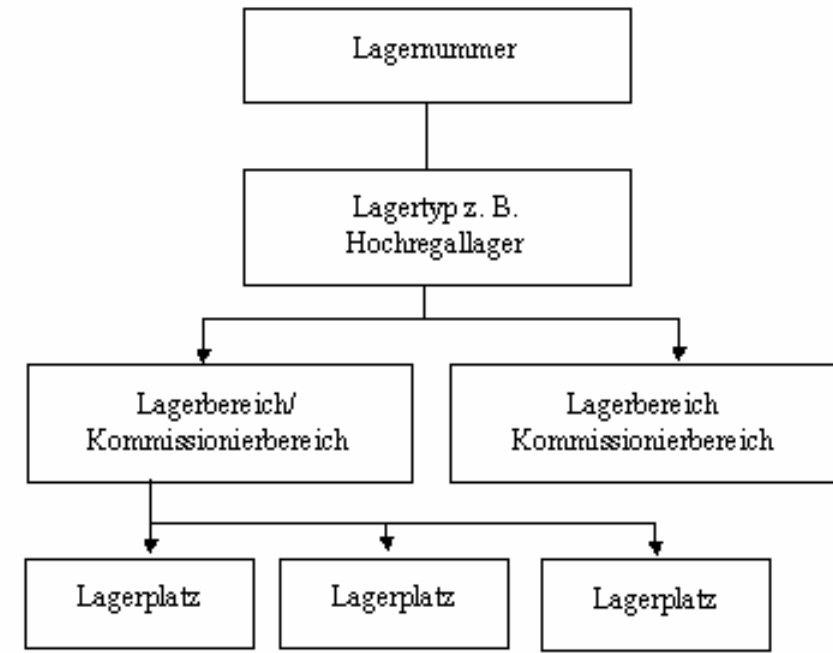 Lagernummer
Lagertyp z. B.
Hochregallager
Lagerbereich/
Kommissionierbereich
Lagerbereich
Kommissionierbereich
Lagerplatz
Lagerplatz
Lagerplatz